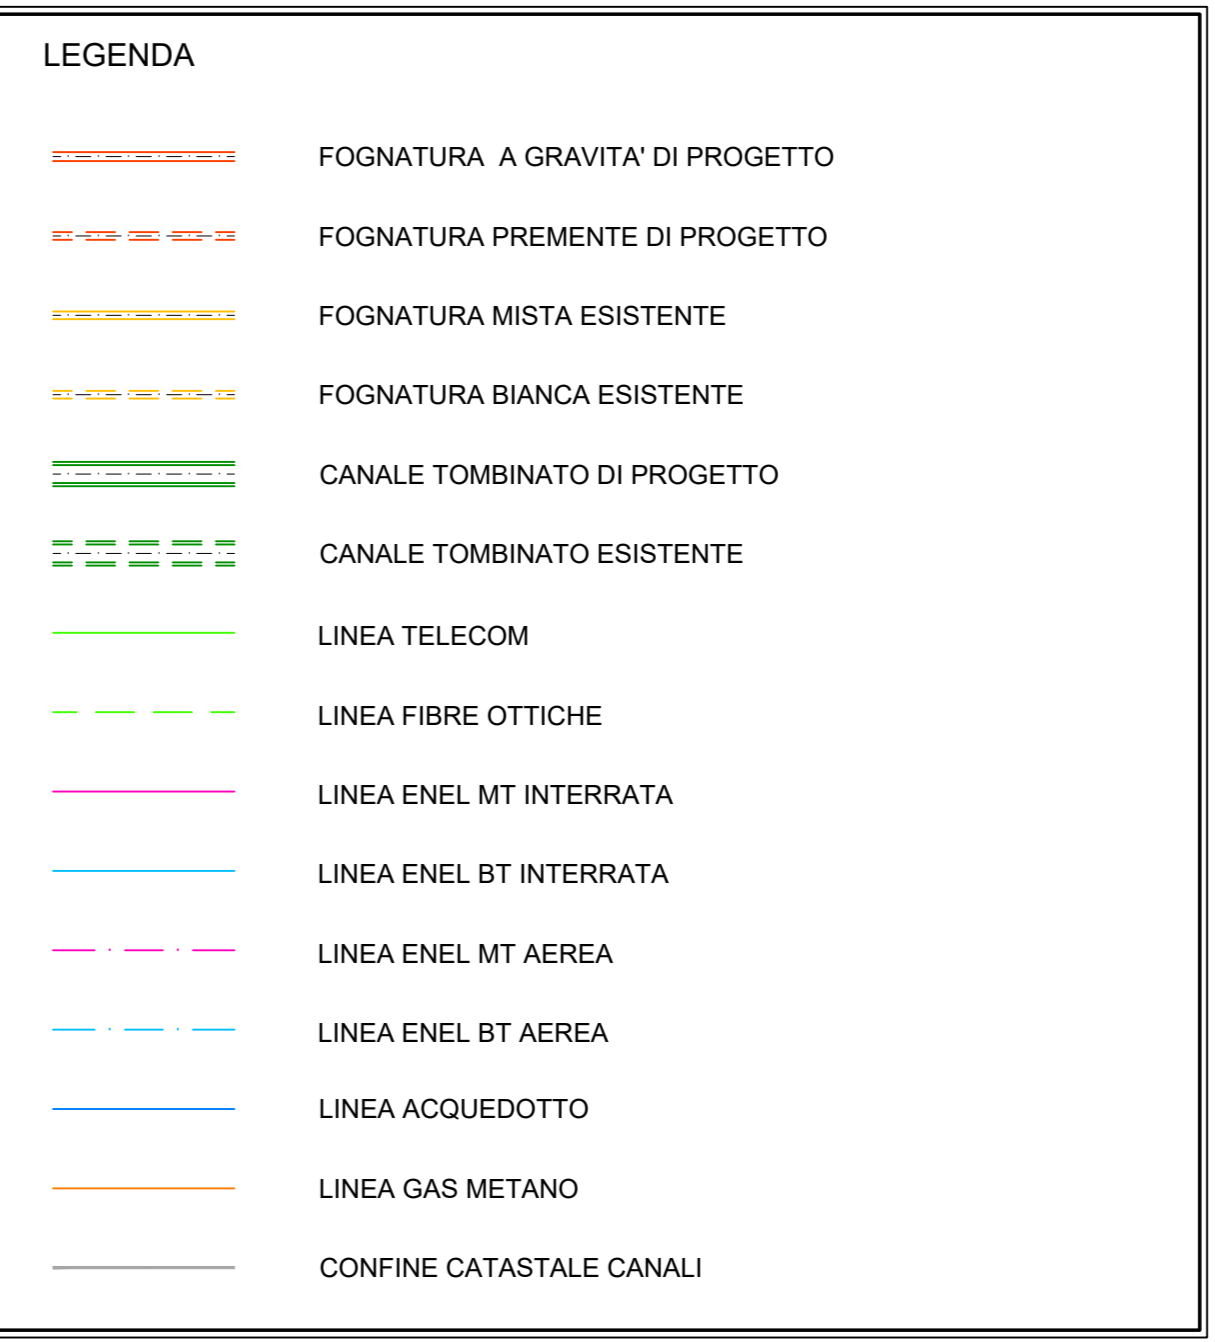 LEGENDA
FOGNATURA A GRAVITA' DI PROGETTO
FOGNATURA PREMENTE DI PROGETTO
FOGNATURA MISTA ESISTENTE
FOGNATURA BIANCA ESISTENTE
CANALE TOMBINATO DI PROGETTO
CANALE TOMBINATO ESISTENTE
LINEA TELECOM
LINEA FIBRE OTTICHE
LINEA ENEL MT INTERRATA
LINEA ENEL BT INTERRATA
LINEA ENEL MT AEREA
LINEA ENEL BT AEREA
LINEA ACQUEDOTTO
LINEA GAS METANO
CONFINE CATASTALE CANALI